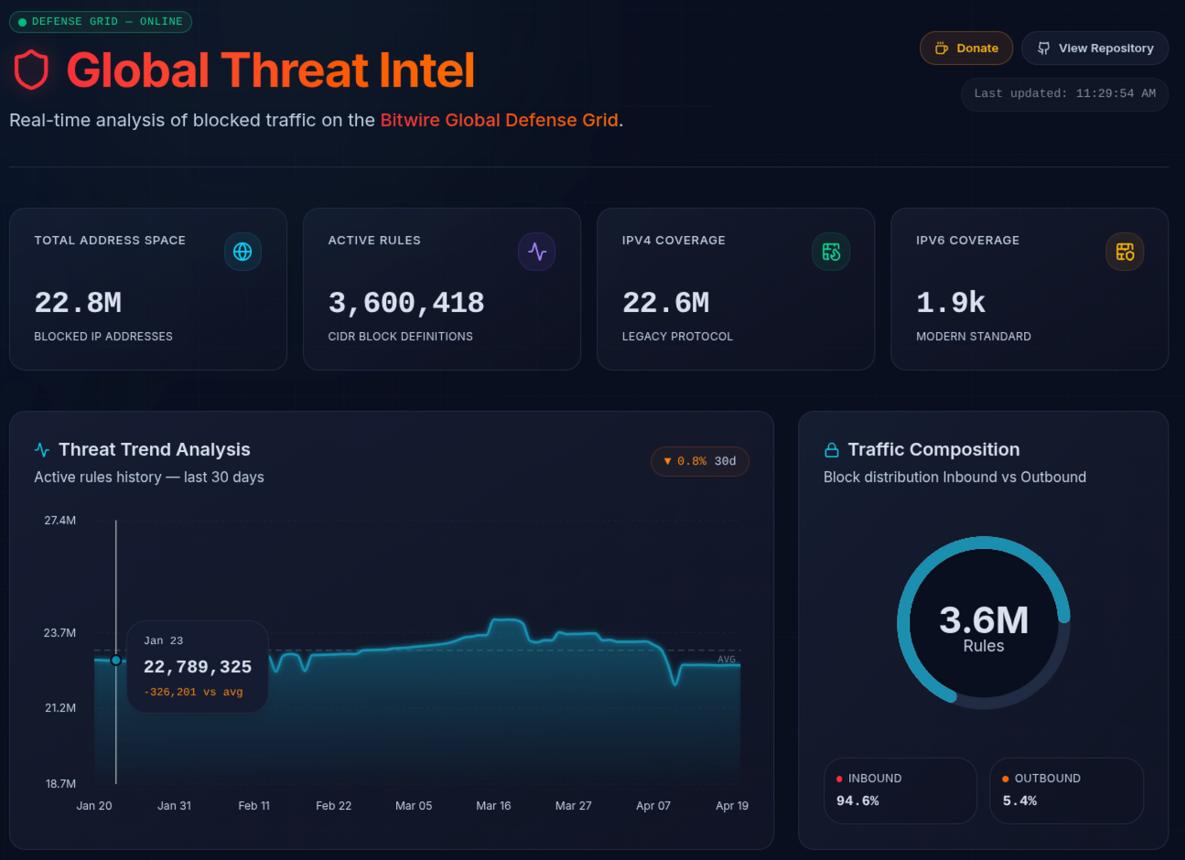 DEFENSE GRID — ONLINE
Global Threat Intel
Real-time analysis of blocked traffic on the Bitwire Global Defense Grid.
Donate
View Repository
Last updated: 11:29:54 AM
TOTAL ADDRESS SPACE
22.8M
BLOCKED IP ADDRESSES
ACTIVE RULES
3,600,418
CIDR BLOCK DEFINITIONS
IPV4 COVERAGE
22.6M
LEGACY PROTOCOL
IPV6 COVERAGE
1.9k
MODERN STANDARD
Threat Trend Analysis
Active rules history — last 30 days
▼ 0.8% 30d
27.4M
23.7M
21.2M
18.7M
Jan 23
22,789,325
-326,201 vs avg
AVG
Jan 20
Jan 31
Feb 11
Feb 22
Mar 05
Mar 16
Mar 27
Apr 07
Apr 19
Traffic Composition
Block distribution Inbound vs Outbound
3.6M
Rules
INBOUND
94.6%
OUTBOUND
5.4%